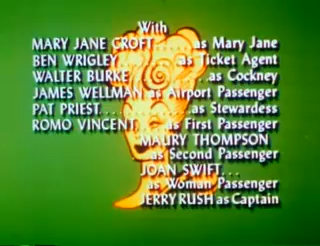 With
MARY JANE CROFT......as Mary Jane
BEN WRIGLEY........as Ticket Agent
WALTER BURKE..........as Cockney
JAMES WELLMAN as Airport Passenger
PAT PRIEST..............as Stewardess
ROMO VINCENT....as First Passenger
MAURY THOMPSON
as Second Passenger
JOAN SWIFT...
as Woman Passenger
JERRY RUSH as Captain